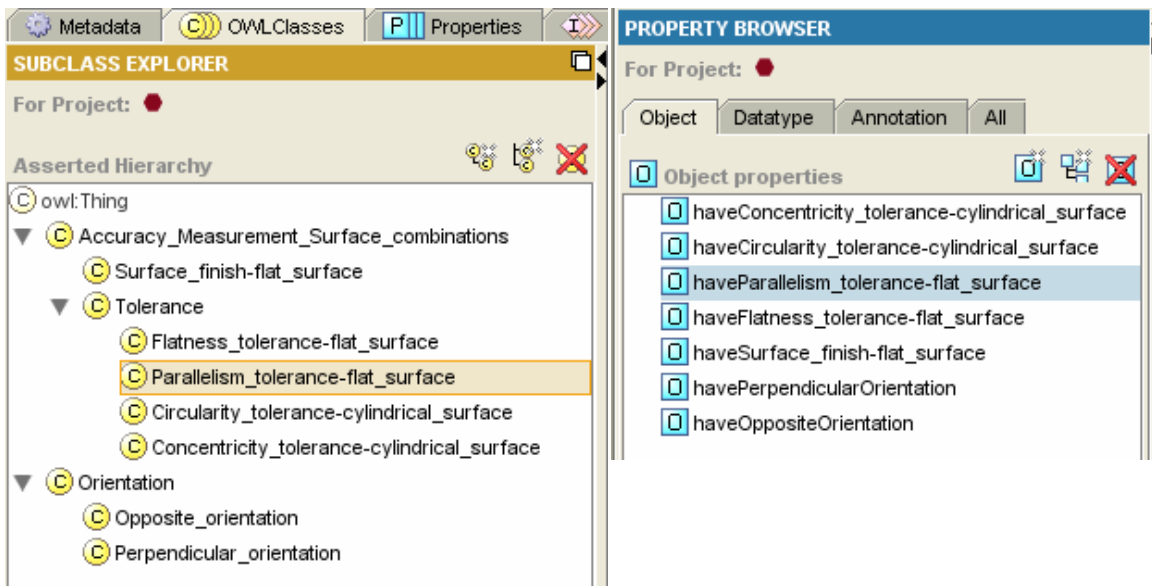 Metadata
OWLClasses
P Properties
I
SUBCLASS EXPLORER
For Project:
Asserted Hierarchy
C owl:Thing
C Accuracy_Measurement_Surface_combinations
C Surface_finish-flat_surface
C Tolerance
C Flatness_tolerance-flat_surface
C Parallelism_tolerance-flat_surface
C Circularity_tolerance-cylindrical_surface
C Concentricity_tolerance-cylindrical_surface
C Orientation
C Opposite_orientation
C Perpendicular_orientation
PROPERTY BROWSER
For Project:
Object Datatype Annotation All
O Object properties
O haveConcentricity_tolerance-cylindrical_surface
O haveCircularity_tolerance-cylindrical_surface
O haveParallelism_tolerance-flat_surface
O haveFlatness_tolerance-flat_surface
O haveSurface_finish-flat_surface
O havePerpendicularOrientation
O haveOppositeOrientation